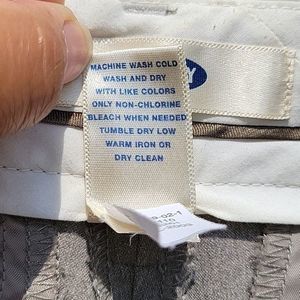 MACHINE WASH COLD
WASH AND DRY
WITH LIKE COLORS
ONLY NON-CHLORINE
BLEACH WHEN NEEDED
TUMBLE DRY LOW
WARM IRON OR
DRY CLEAN
Y